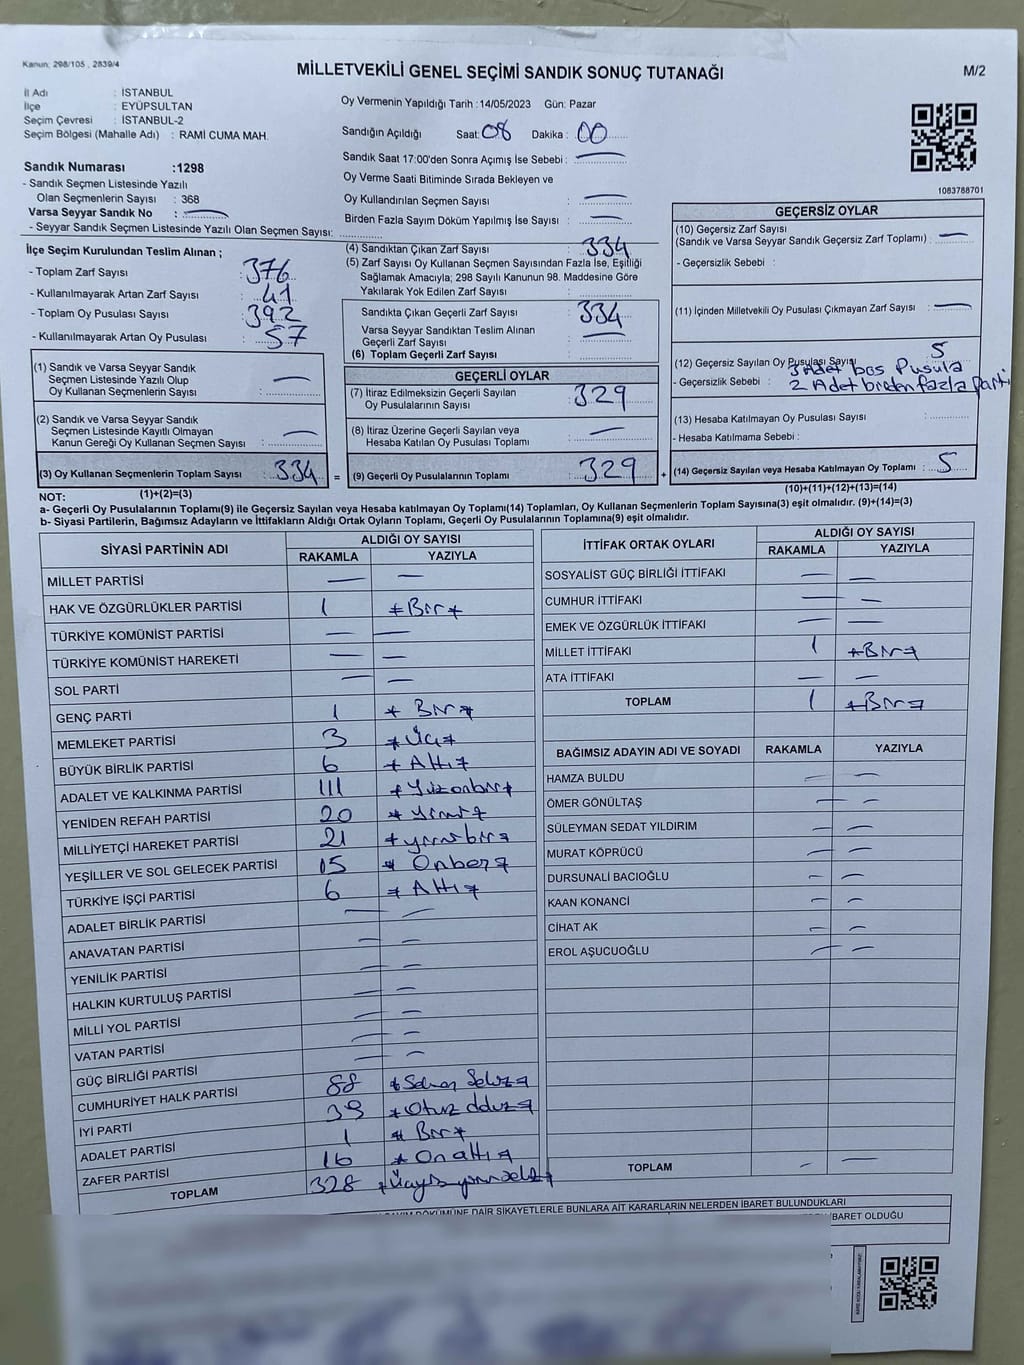 Kanun: 298/105 , 2839/4
MİLLETVEKİLİ GENEL SEÇİMİ SANDIK SONUÇ TUTANAĞI
M/2
İl Adı : İSTANBUL
İlçe : EYÜPSULTAN
Seçim Çevresi : İSTANBUL-2
Seçim Bölgesi (Mahalle Adı) : RAMİ CUMA MAH.
Oy Vermenin Yapıldığı Tarih :14/05/2023 Gün: Pazar
Sandığın Açıldığı Saat: 08 Dakika : 00
Sandık Saat 17:00'den Sonra Açılmış İse Sebebi : —
Oy Verme Saati Bitiminde Sırada Bekleyen ve
Oy Kullandırılan Seçmen Sayısı : —
Birden Fazla Sayım Döküm Yapılmış İse Sayısı : —
1083788701
Sandık Numarası :1298
- Sandık Seçmen Listesinde Yazılı
Olan Seçmenlerin Sayısı : 368
Varsa Seyyar Sandık No : —
- Seyyar Sandık Seçmen Listesinde Yazılı Olan Seçmen Sayısı:
İlçe Seçim Kurulundan Teslim Alınan ;
- Toplam Zarf Sayısı : 376
- Kullanılmayarak Artan Zarf Sayısı : 41
- Toplam Oy Pusulası Sayısı : 392
- Kullanılmayarak Artan Oy Pusulası : 57
(4) Sandıktan Çıkan Zarf Sayısı : 334
(5) Zarf Sayısı Oy Kullanan Seçmen Sayısından Fazla İse, Eşitliği
Sağlamak Amacıyla; 298 Sayılı Kanunun 98. Maddesine Göre
Yakılarak Yok Edilen Zarf Sayısı :
Sandıkta Çıkan Geçerli Zarf Sayısı : 334
Varsa Seyyar Sandıktan Teslim Alınan
Geçerli Zarf Sayısı : —
(6) Toplam Geçerli Zarf Sayısı :
GEÇERSİZ OYLAR
(10) Geçersiz Zarf Sayısı
(Sandık ve Varsa Seyyar Sandık Geçersiz Zarf Toplamı) : —
- Geçersizlik Sebebi :
(11) İçinden Milletvekili Oy Pusulası Çıkmayan Zarf Sayısı : —
(12) Geçersiz Sayılan Oy Pusulası Sayısı 5
3 Adet boş Pusula
- Geçersizlik Sebebi : 2 Adet birden fazla parti
(13) Hesaba Katılmayan Oy Pusulası Sayısı :
- Hesaba Katılmama Sebebi :
(14) Geçersiz Sayılan veya Hesaba Katılmayan Oy Toplamı : 5
(10)+(11)+(12)+(13)=(14)
(1) Sandık ve Varsa Seyyar Sandık
Seçmen Listesinde Yazılı Olup
Oy Kullanan Seçmenlerin Sayısı : —
(2) Sandık ve Varsa Seyyar Sandık
Seçmen Listesinde Kayıtlı Olmayan
Kanun Gereği Oy Kullanan Seçmen Sayısı : —
(3) Oy Kullanan Seçmenlerin Toplam Sayısı : 334 =
(1)+(2)=(3)
GEÇERLİ OYLAR
(7) İtiraz Edilmeksizin Geçerli Sayılan
Oy Pusulalarının Sayısı : 329
(8) İtiraz Üzerine Geçerli Sayılan veya
Hesaba Katılan Oy Pusulası Toplamı : —
(9) Geçerli Oy Pusulalarının Toplamı : 329 +
NOT:
a- Geçerli Oy Pusulasının Toplamı(9) ile Geçersiz Sayılan veya Hesaba katılmayan Oy Toplamı(14) Toplamları, Oy Kullanan Seçmenlerin Toplam Sayısına(3) eşit olmalıdır. (9)+(14)=(3)
b- Siyasi Partilerin, Bağımsız Adayların ve İttifakların Aldığı Ortak Oyların Toplamı, Geçerli Oy Pusulalarının Toplamına(9) eşit olmalıdır.
SİYASİ PARTİNİN ADI ALDIĞI OY SAYISI
RAKAMLA YAZIYLA
MİLLET PARTİSİ — —
HAK VE ÖZGÜRLÜKLER PARTİSİ 1 *Bir*
TÜRKİYE KOMÜNİST PARTİSİ — —
TÜRKİYE KOMÜNİST HAREKETİ — —
SOL PARTİ — —
GENÇ PARTİ 1 *Bir*
MEMLEKET PARTİSİ 3 *Üç*
BÜYÜK BİRLİK PARTİSİ 6 *Altı*
ADALET VE KALKINMA PARTİSİ 111 *Yüzonbir*
YENİDEN REFAH PARTİSİ 20 *Yirmi*
MİLLİYETÇİ HAREKET PARTİSİ 21 *yirmibir*
YEŞİLLER VE SOL GELECEK PARTİSİ 15 *Onbeş*
TÜRKİYE İŞÇİ PARTİSİ 6 *Altı*
ADALET BİRLİK PARTİSİ — —
ANAVATAN PARTİSİ — —
YENİLİK PARTİSİ — —
HALKIN KURTULUŞ PARTİSİ — —
MİLLİ YOL PARTİSİ — —
VATAN PARTİSİ — —
GÜÇ BİRLİĞİ PARTİSİ — —
CUMHURİYET HALK PARTİSİ 88 *Seksen Sekiz*
İYİ PARTİ 39 *Otuz dokuz*
ADALET PARTİSİ 1 *Bir*
ZAFER PARTİSİ 16 *Onaltı*
TOPLAM 328 *Üçyüzyirmisekiz*
İTTİFAK ORTAK OYLARI ALDIĞI OY SAYISI
RAKAMLA YAZIYLA
SOSYALİST GÜÇ BİRLİĞİ İTTİFAKI — —
CUMHUR İTTİFAKI — —
EMEK VE ÖZGÜRLÜK İTTİFAKI — —
MİLLET İTTİFAKI 1 *Bir*
ATA İTTİFAKI — —
TOPLAM 1 *Bir*
BAĞIMSIZ ADAYIN ADI VE SOYADI RAKAMLA YAZIYLA
HAMZA BULDU — —
ÖMER GÖNÜLTAŞ — —
SÜLEYMAN SEDAT YILDIRIM — —
MURAT KÖPRÜCÜ — —
DURSUNALİ BACIOĞLU — —
KAAN KONANCİ — —
CİHAT AK — —
EROL AŞUCUOĞLU — —
TOPLAM — —
DÖKÜMÜNE DAİR ŞİKAYETLERLE BUNLARA AİT KARARLARIN NELERDEN İBARET BULUNDUKLARI
İBARET OLDUĞU